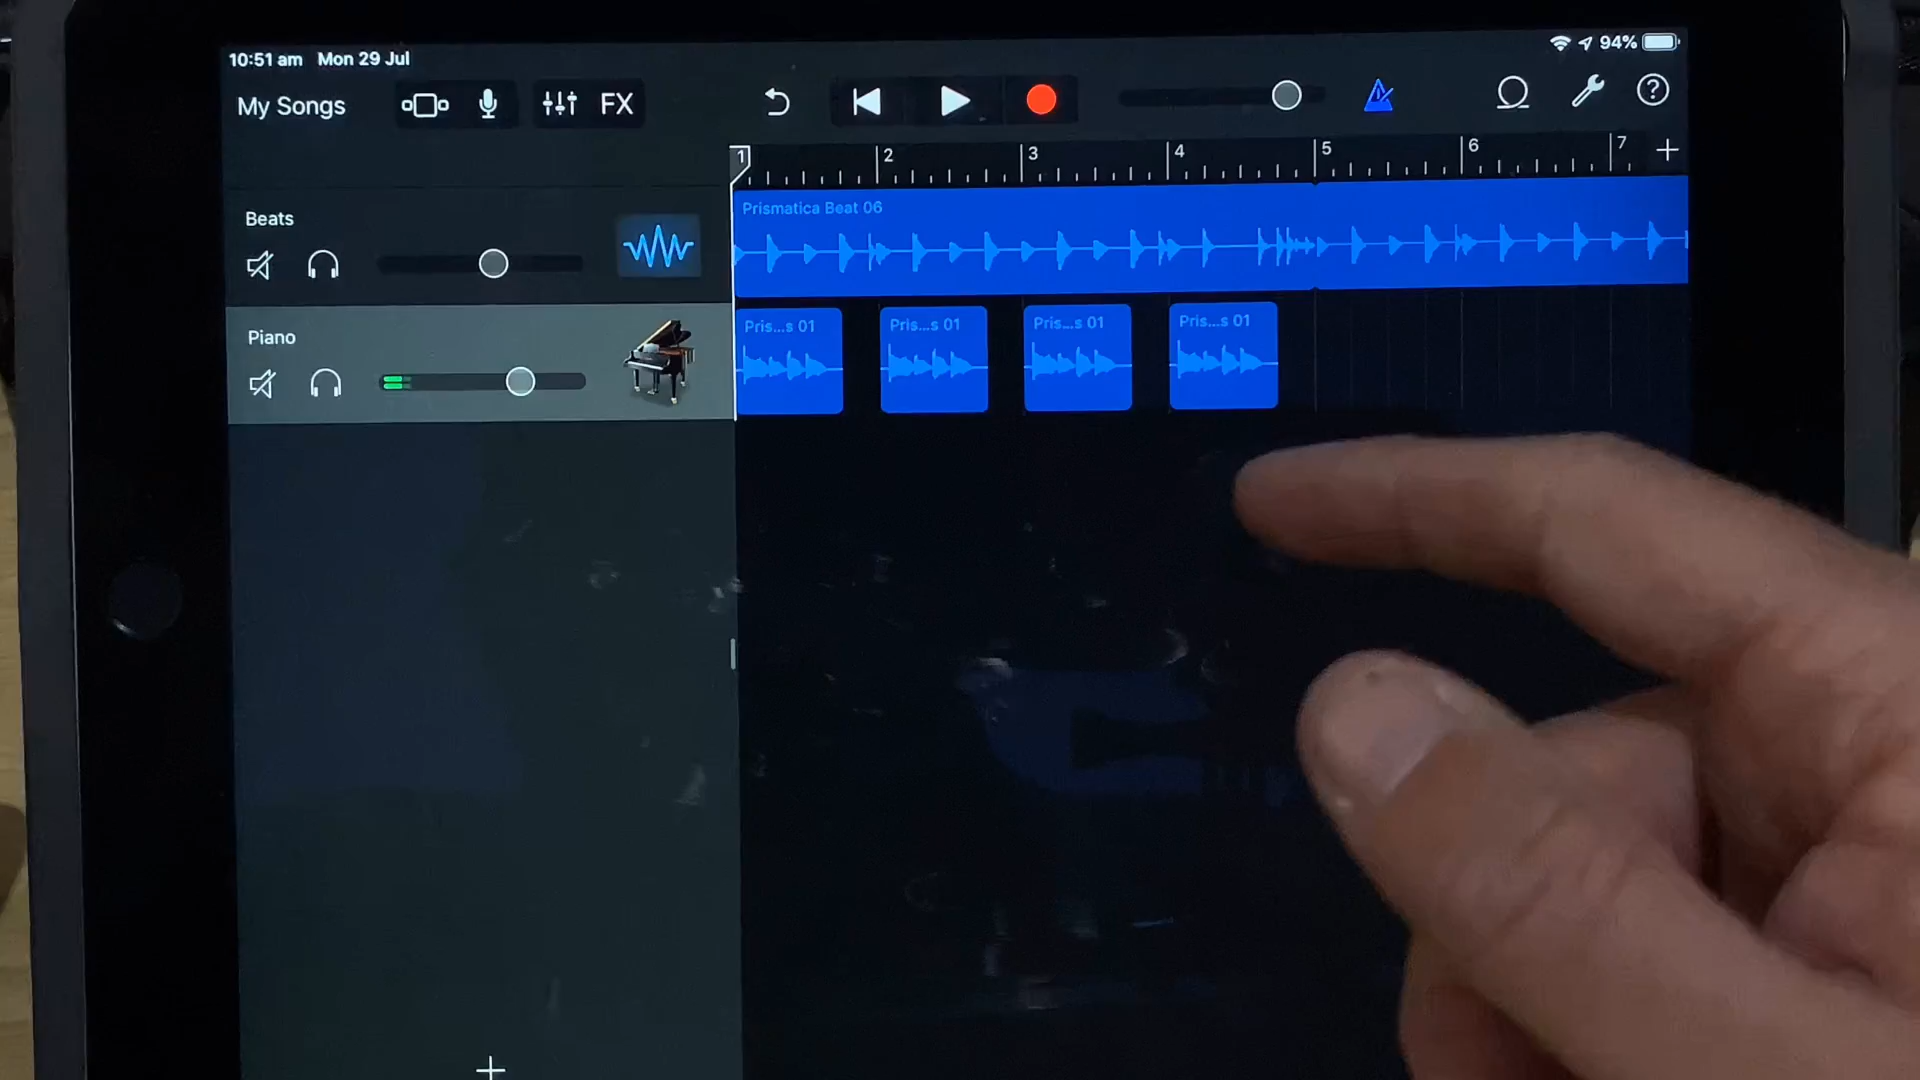 10:51 am Mon 29 Jul
94%
My Songs FX
1 2 3 4 5 6 7
Beats
Prismatica Beat 06
Piano
Pris...s 01 Pris...s 01 Pris...s 01 Pris...s 01